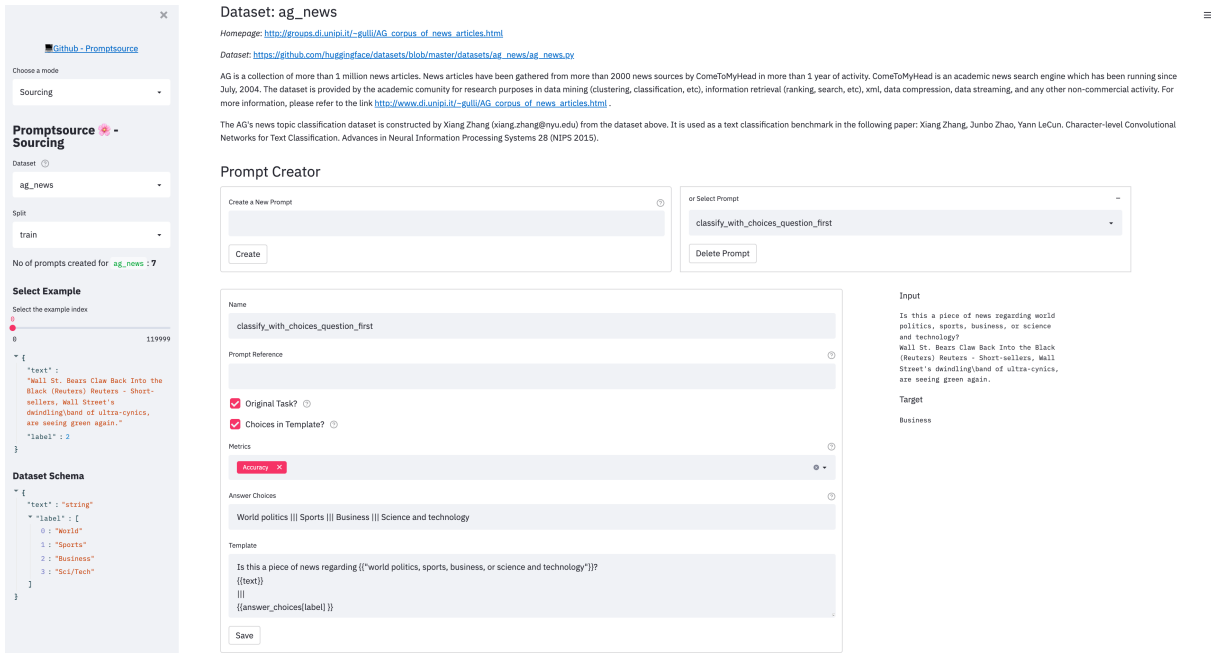 Github - Promptsource
Choose a mode
Sourcing
Promptsource 🌸 -
Sourcing
Dataset
ag_news
Split
train
No of prompts created for ag_news : 7
Select Example
Select the example index
0
0 119999
{
"text" :
"Wall St. Bears Claw Back Into the
Black (Reuters) Reuters - Short-
sellers, Wall Street's
dwindling\band of ultra-cynics,
are seeing green again."
"label" : 2
}
Dataset Schema
{
"text" : "string"
"label" : [
0 : "World"
1 : "Sports"
2 : "Business"
3 : "Sci/Tech"
]
}
Dataset: ag_news
Homepage: http://groups.di.unipi.it/~gulli/AG_corpus_of_news_articles.html
Dataset: https://github.com/huggingface/datasets/blob/master/datasets/ag_news/ag_news.py
AG is a collection of more than 1 million news articles. News articles have been gathered from more than 2000 news sources by ComeToMyHead in more than 1 year of activity. ComeToMyHead is an academic news search engine which has been running since
July, 2004. The dataset is provided by the academic comunity for research purposes in data mining (clustering, classification, etc), information retrieval (ranking, search, etc), xml, data compression, data streaming, and any other non-commercial activity. For
more information, please refer to the link http://www.di.unipi.it/~gulli/AG_corpus_of_news_articles.html .
The AG's news topic classification dataset is constructed by Xiang Zhang (xiang.zhang@nyu.edu) from the dataset above. It is used as a text classification benchmark in the following paper: Xiang Zhang, Junbo Zhao, Yann LeCun. Character-level Convolutional
Networks for Text Classification. Advances in Neural Information Processing Systems 28 (NIPS 2015).
Prompt Creator
Create a New Prompt
Create
or Select Prompt
classify_with_choices_question_first
Delete Prompt
Name
classify_with_choices_question_first
Prompt Reference
Original Task?
Choices in Template?
Metrics
Accuracy ×
Answer Choices
World politics ||| Sports ||| Business ||| Science and technology
Template
Is this a piece of news regarding {{"world politics, sports, business, or science and technology"}}?
{{text}}
|||
{{answer_choices[label] }}
Save
Input
Is this a piece of news regarding world
politics, sports, business, or science
and technology?
Wall St. Bears Claw Back Into the Black
(Reuters) Reuters - Short-sellers, Wall
Street's dwindling\band of ultra-cynics,
are seeing green again.
Target
Business